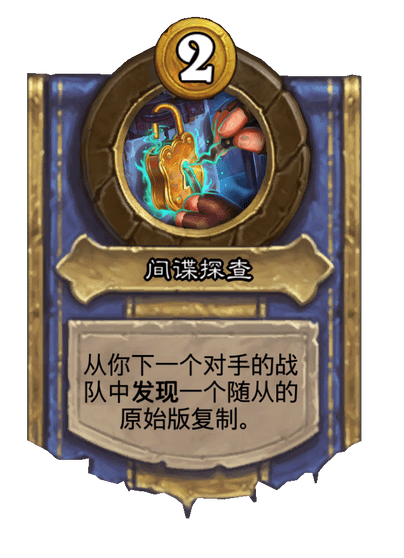 2
间谍探查
从你下一个对手的战
队中发现一个随从的
原始版复制。